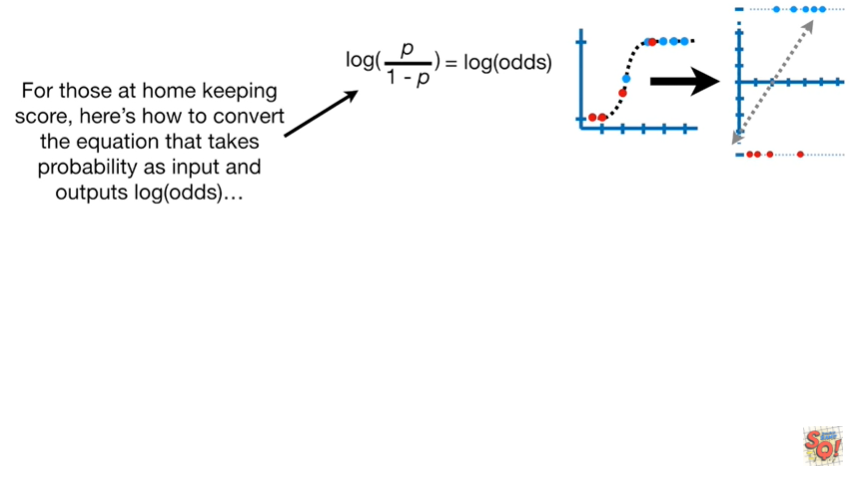 For those at home keeping
score, here's how to convert
the equation that takes
probability as input and
outputs log(odds)…
log(p/1 - p) = log(odds)
SQ!